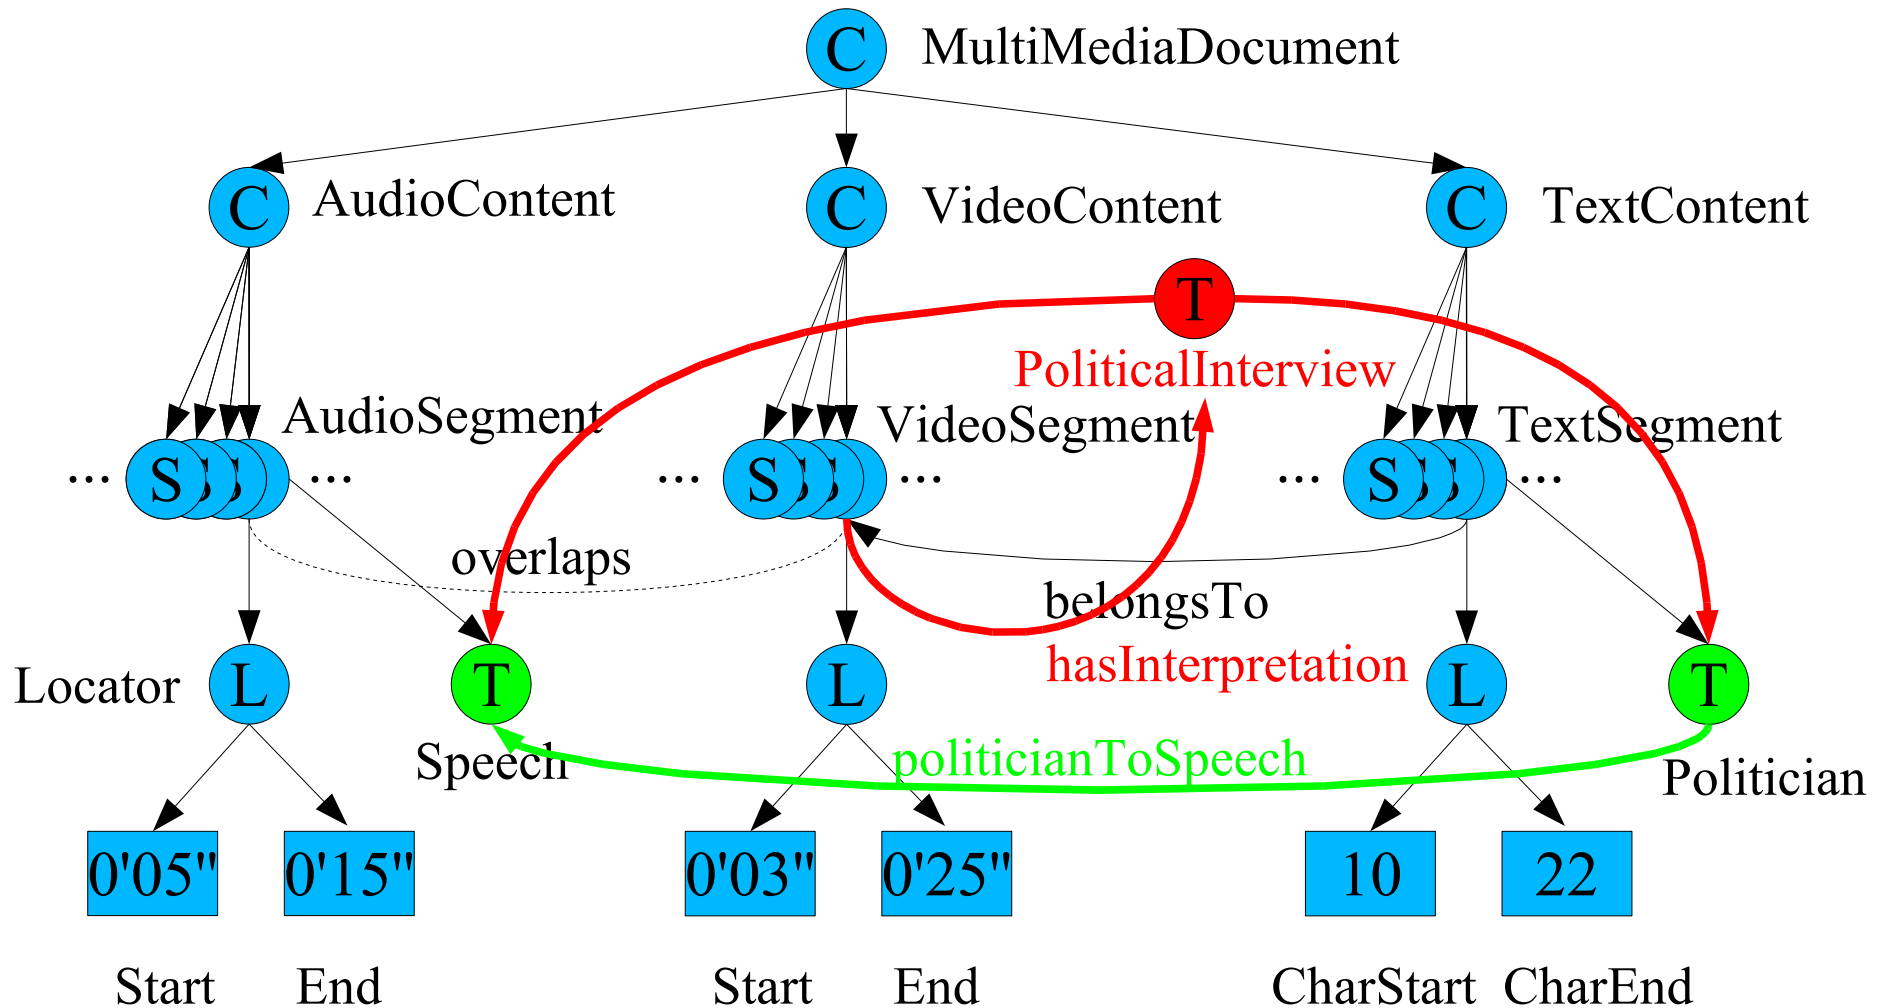 C MultiMediaDocument
C AudioContent
C VideoContent
C TextContent
T
PoliticalInterview
AudioSegment
VideoSegment
TextSegment
... S S S ...
... S S S ...
... S S S ...
overlaps
belongsTo
hasInterpretation
Locator L
T
L
L
T
Speech
politicianToSpeech
Politician
0'05" 0'15"
0'03" 0'25"
10 22
Start End
Start End
CharStart CharEnd